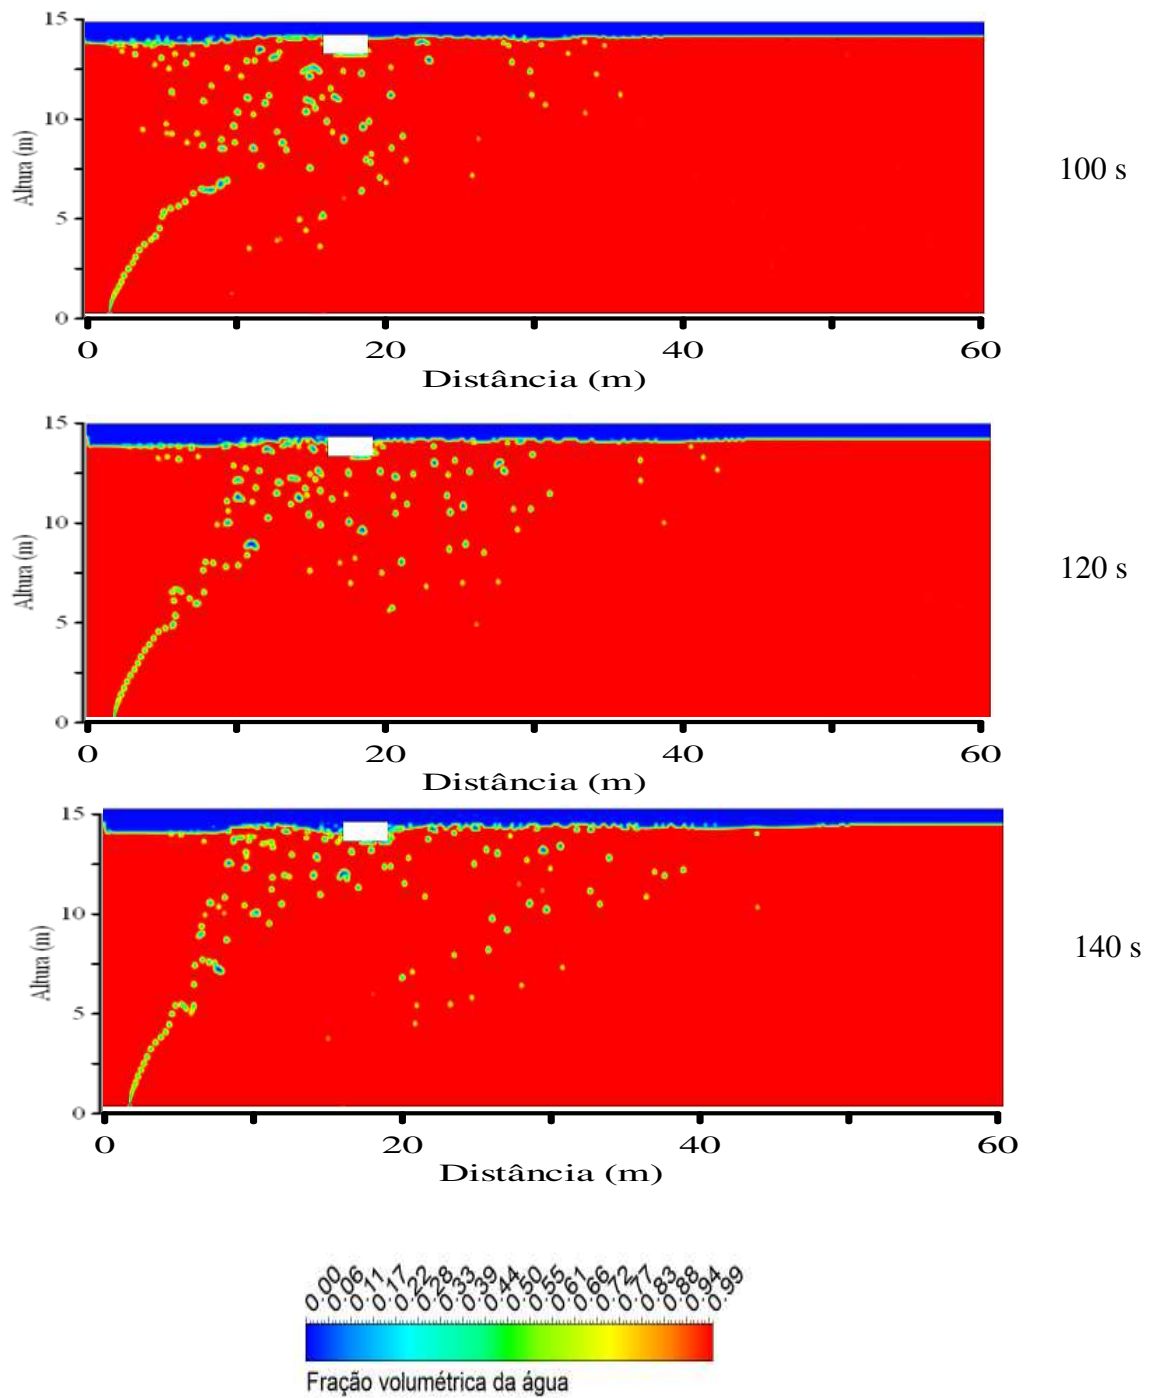 15
10
5
0
Altura (m)
0 20 40 60
Distância (m)
100 s
15
10
5
0
Altura (m)
0 20 40 60
Distância (m)
120 s
15
10
5
0
Altura (m)
0 20 40 60
Distância (m)
140 s
0.00 0.06 0.11 0.17 0.22 0.28 0.33 0.39 0.44 0.50 0.55 0.61 0.66 0.72 0.77 0.83 0.88 0.94 0.99
Fração volumétrica da água